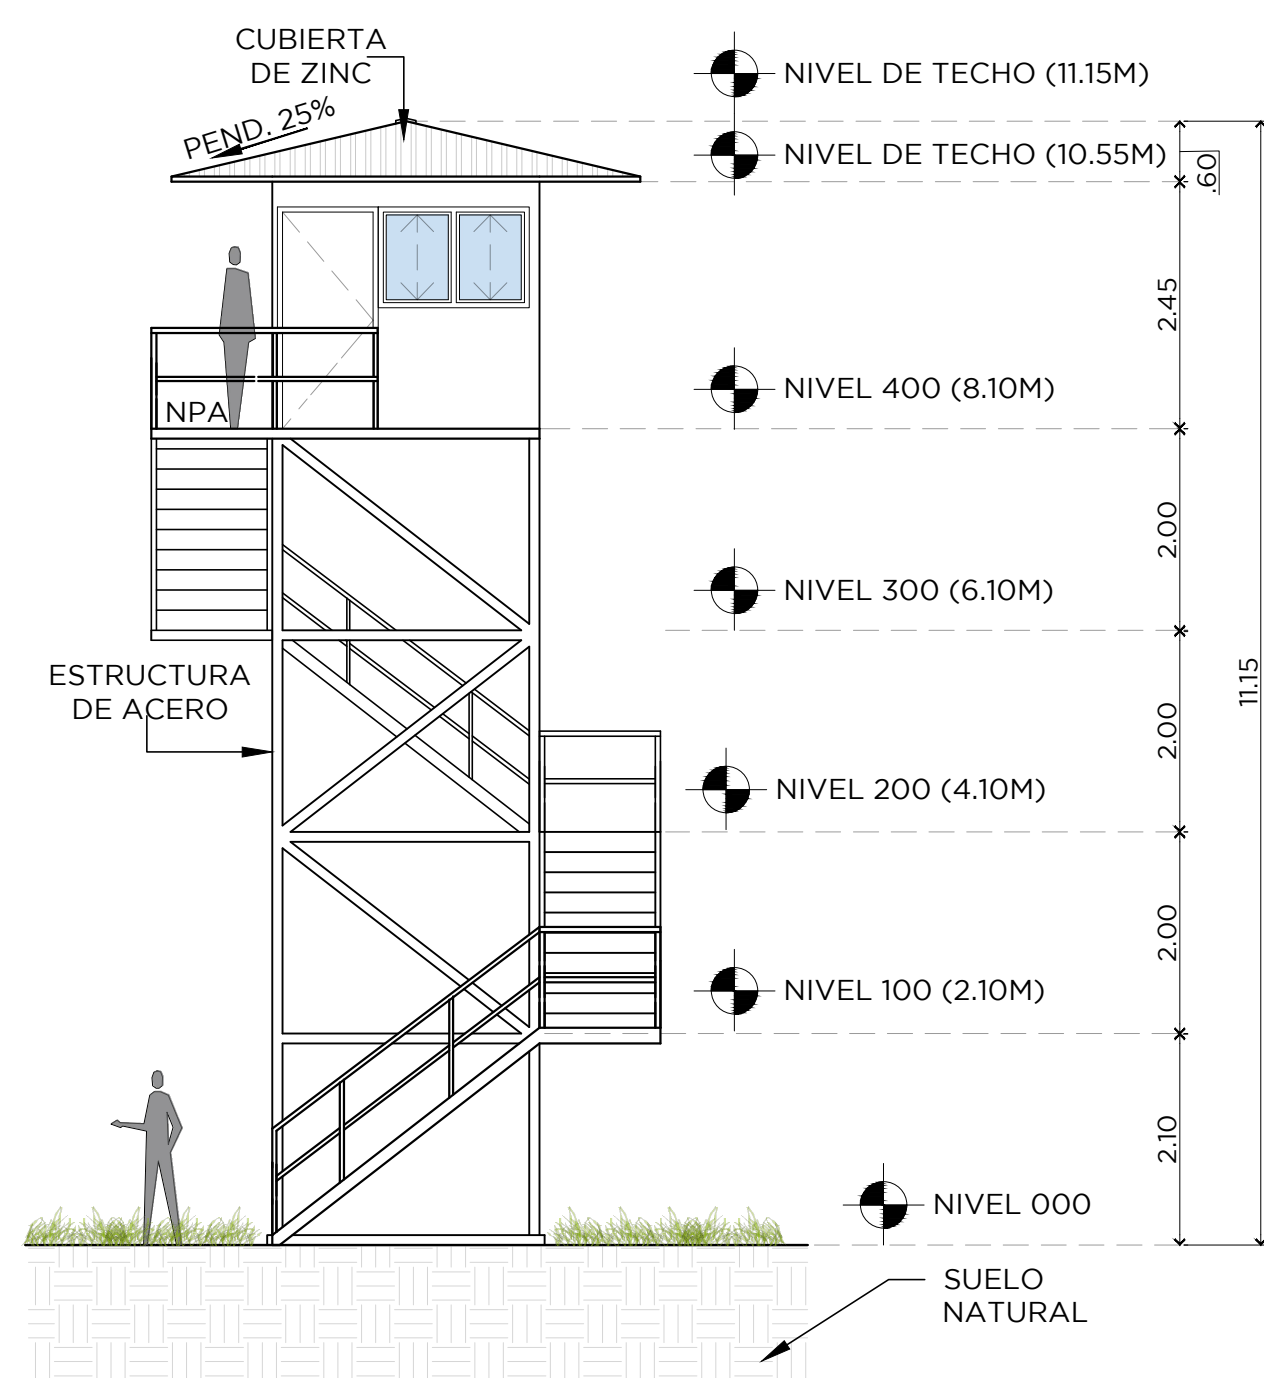 CUBIERTA
DE ZINC
PEND. 25%
NIVEL DE TECHO (11.15M)
NIVEL DE TECHO (10.55M)
.60
2.45
NPA
NIVEL 400 (8.10M)
2.00
NIVEL 300 (6.10M)
ESTRUCTURA
DE ACERO
11.15
2.00
NIVEL 200 (4.10M)
2.00
NIVEL 100 (2.10M)
2.10
NIVEL 000
SUELO
NATURAL